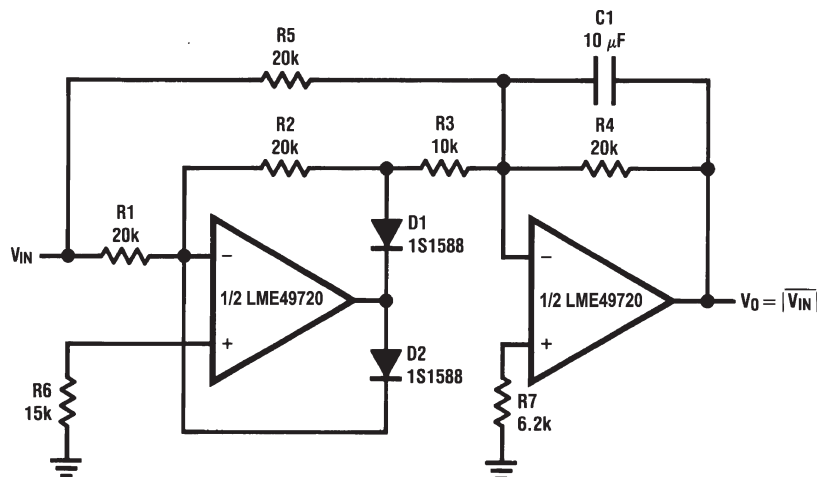 R5
20k
C1
10 μF
R2
20k
R3
10k
R4
20k
R1
20k
D1
1S1588
VIN
−
1/2 LME49720
+
−
1/2 LME49720
+
VO = |VIN|
D2
1S1588
R6
15k
R7
6.2k